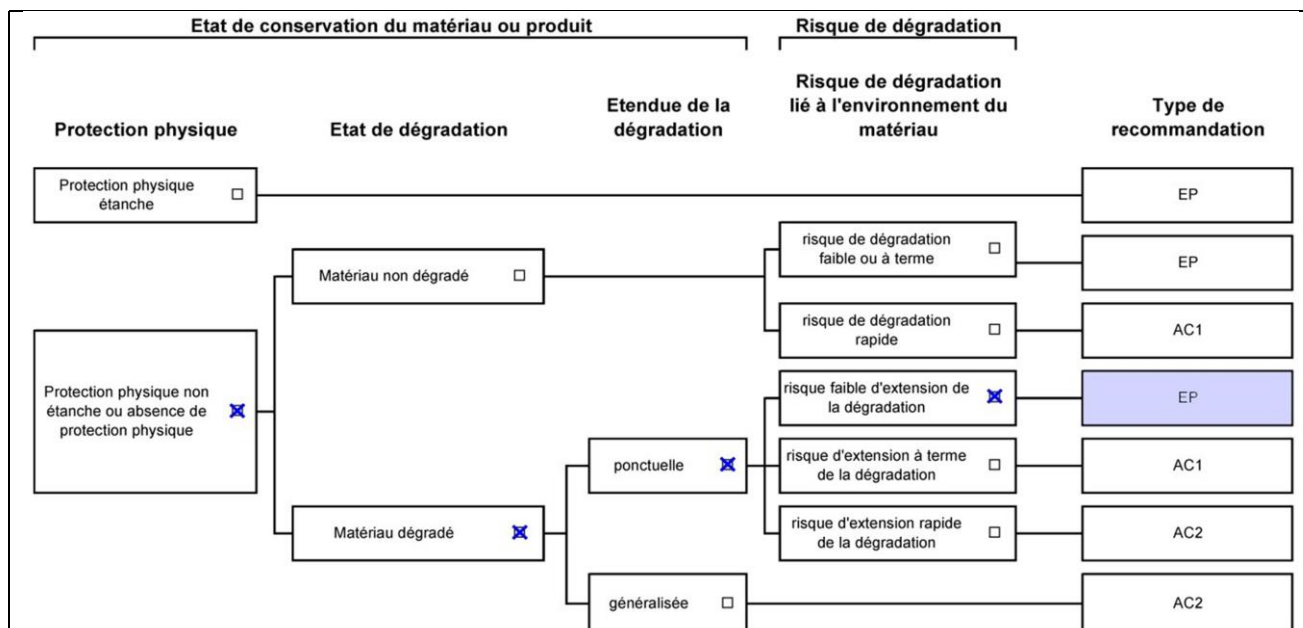 Etat de conservation du matériau ou produit
Risque de dégradation
Protection physique
Etat de dégradation
Etendue de la
dégradation
Risque de dégradation
lié à l'environnement du
matériau
Type de
recommandation
Protection physique
étanche
EP
Matériau non dégradé
risque de dégradation
faible ou à terme
EP
risque de dégradation
rapide
AC1
Protection physique non
étanche ou absence de
protection physique
risque faible d'extension de
la dégradation
EP
ponctuelle
risque d'extension à terme
de la dégradation
AC1
Matériau dégradé
risque d'extension rapide
de la dégradation
AC2
généralisée
AC2